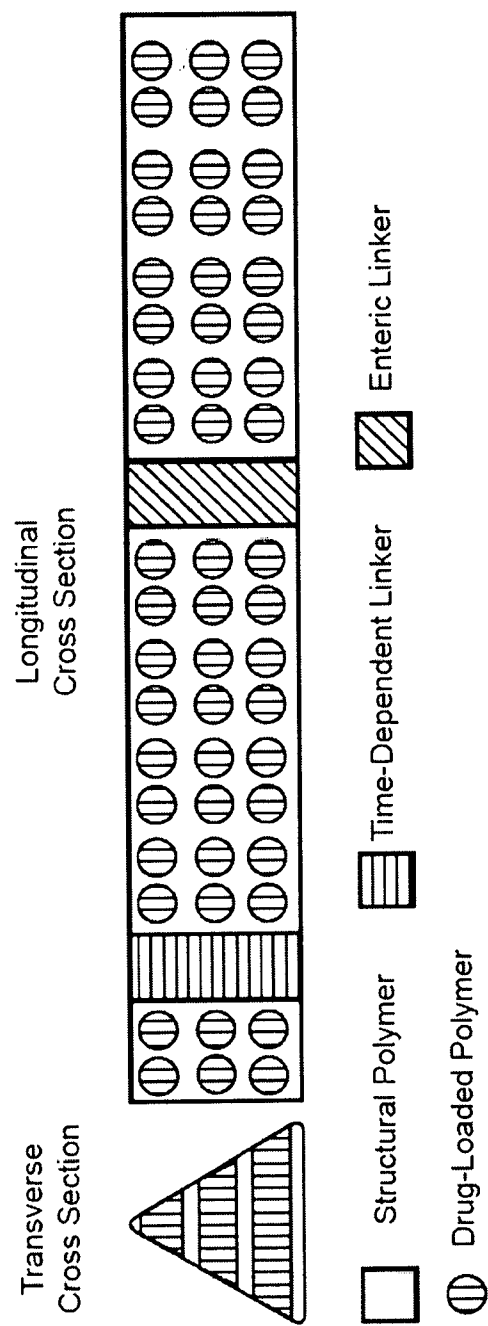 Transverse
Cross Section
Longitudinal
Cross Section
Structural Polymer
Time-Dependent Linker
Enteric Linker
Drug-Loaded Polymer